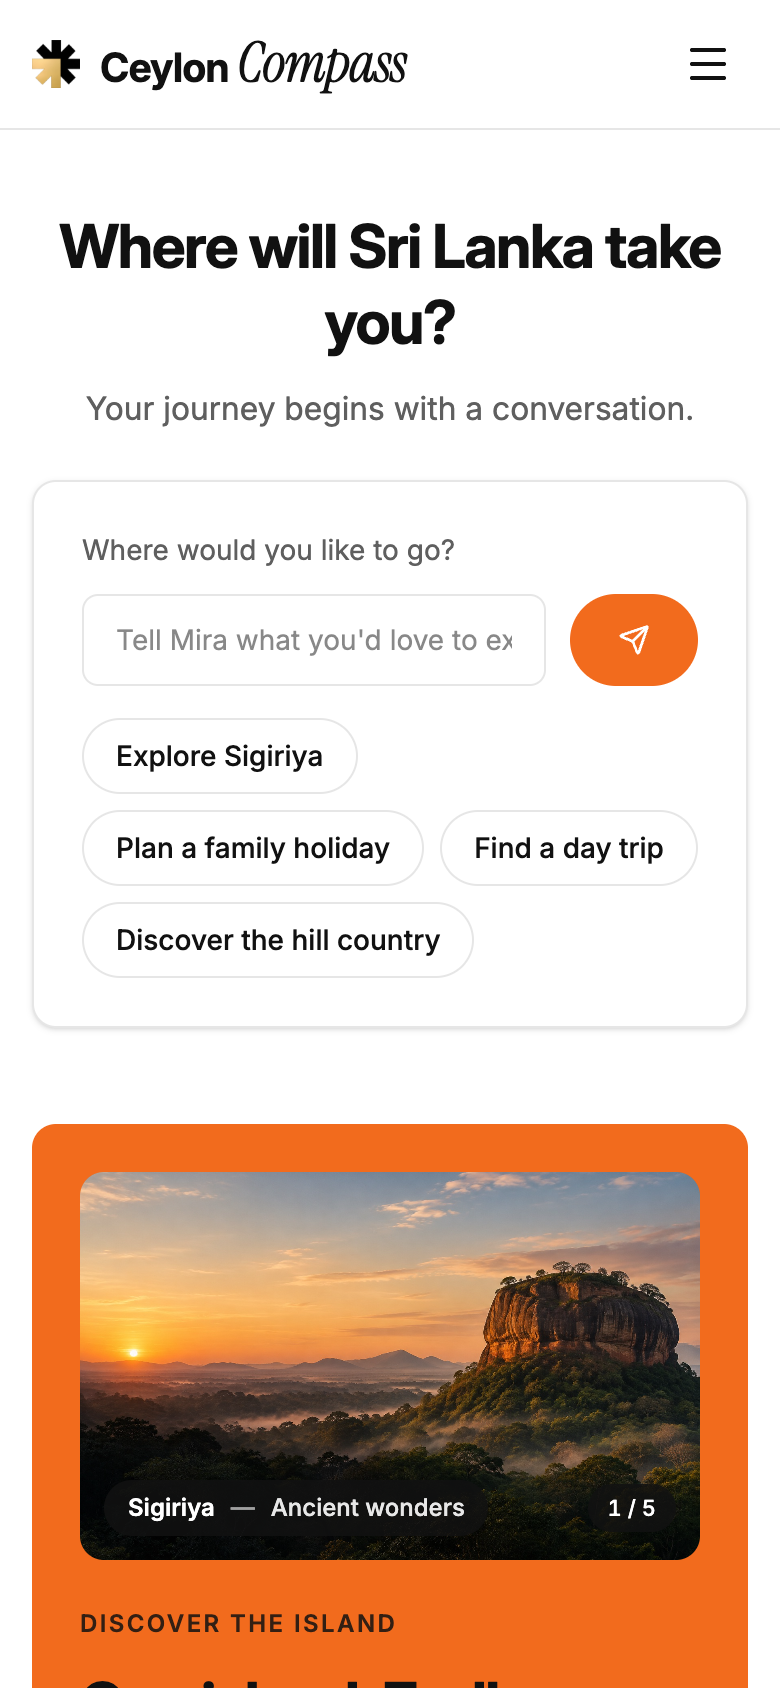 Ceylon Compass
Where will Sri Lanka take
you?
Your journey begins with a conversation.
Where would you like to go?
Tell Mira what you'd love to ex
Explore Sigiriya
Plan a family holiday
Find a day trip
Discover the hill country
Sigiriya — Ancient wonders
1 / 5
DISCOVER THE ISLAND